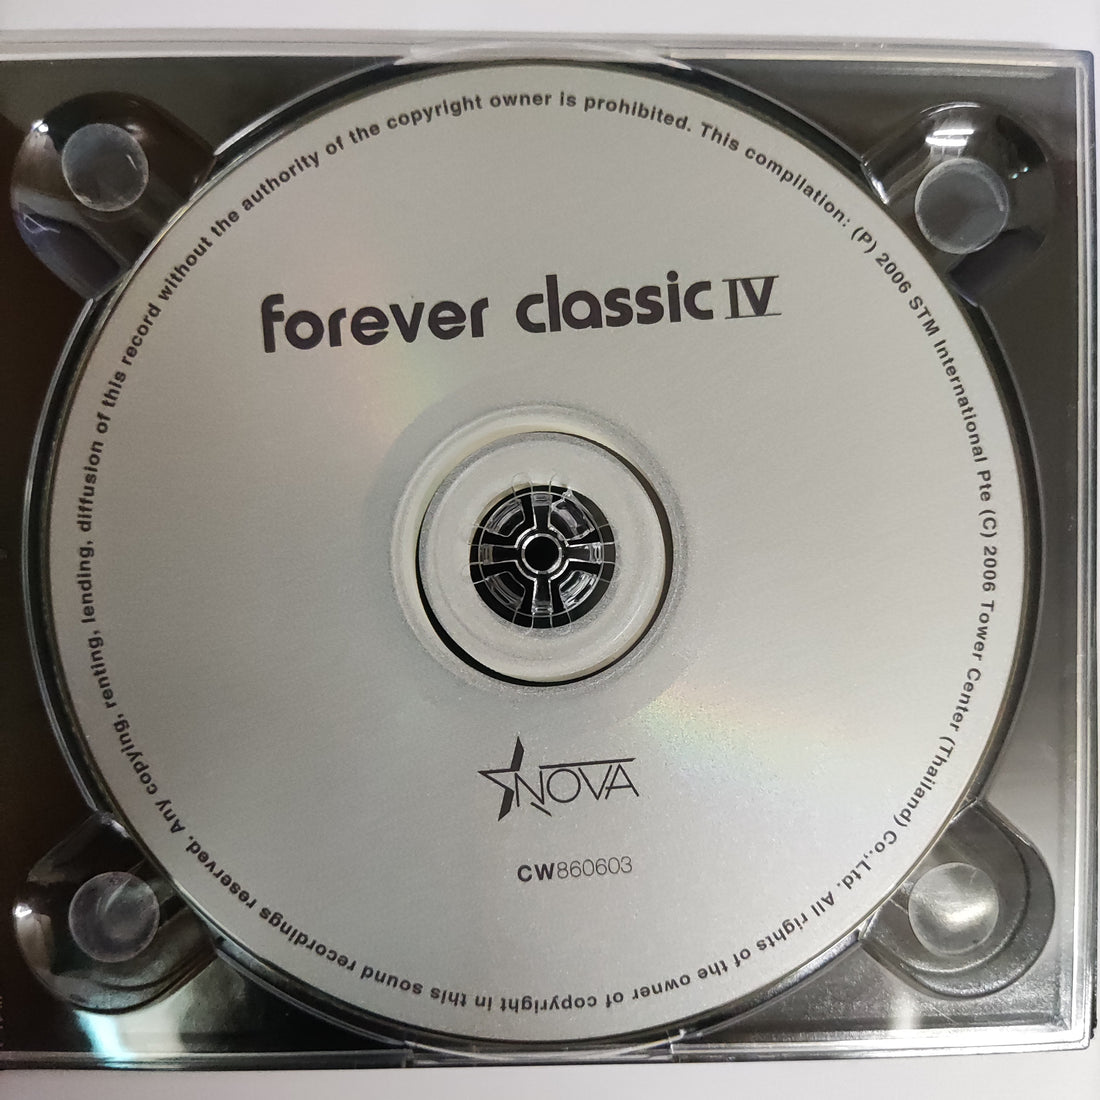 forever classic IV
NOVA
CW860603
This compilation: (P) 2006 STM International Pte (C) 2006 Tower Center (Thailand) Co.,Ltd. All rights of the owner of copyright in this sound recordings reserved. Any copying, renting, lending, diffusion of this record without the authority of the copyright owner is prohibited.